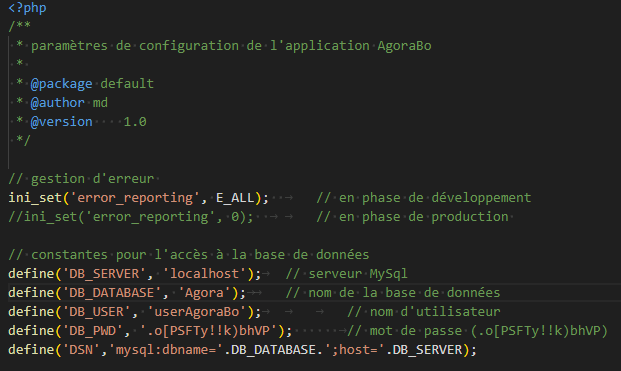 <?php
/**
 * paramètres de configuration de l'application AgoraBo
 *
 * @package default
 * @author md
 * @version    1.0
 */
// gestion d'erreur
ini_set('error_reporting', E_ALL);    // en phase de développement
//ini_set('error_reporting', 0);    // en phase de production
// constantes pour l'accès à la base de données
define('DB_SERVER', 'localhost');    // serveur MySql
define('DB_DATABASE', 'Agora');    // nom de la base de données
define('DB_USER', 'userAgoraBo');    // nom d'utilisateur
define('DB_PWD', '.o[PSFTy!!k)bhVP');    // mot de passe (.o[PSFTy!!k)bhVP)
define('DSN','mysql:dbname='.DB_DATABASE.';host='.DB_SERVER);